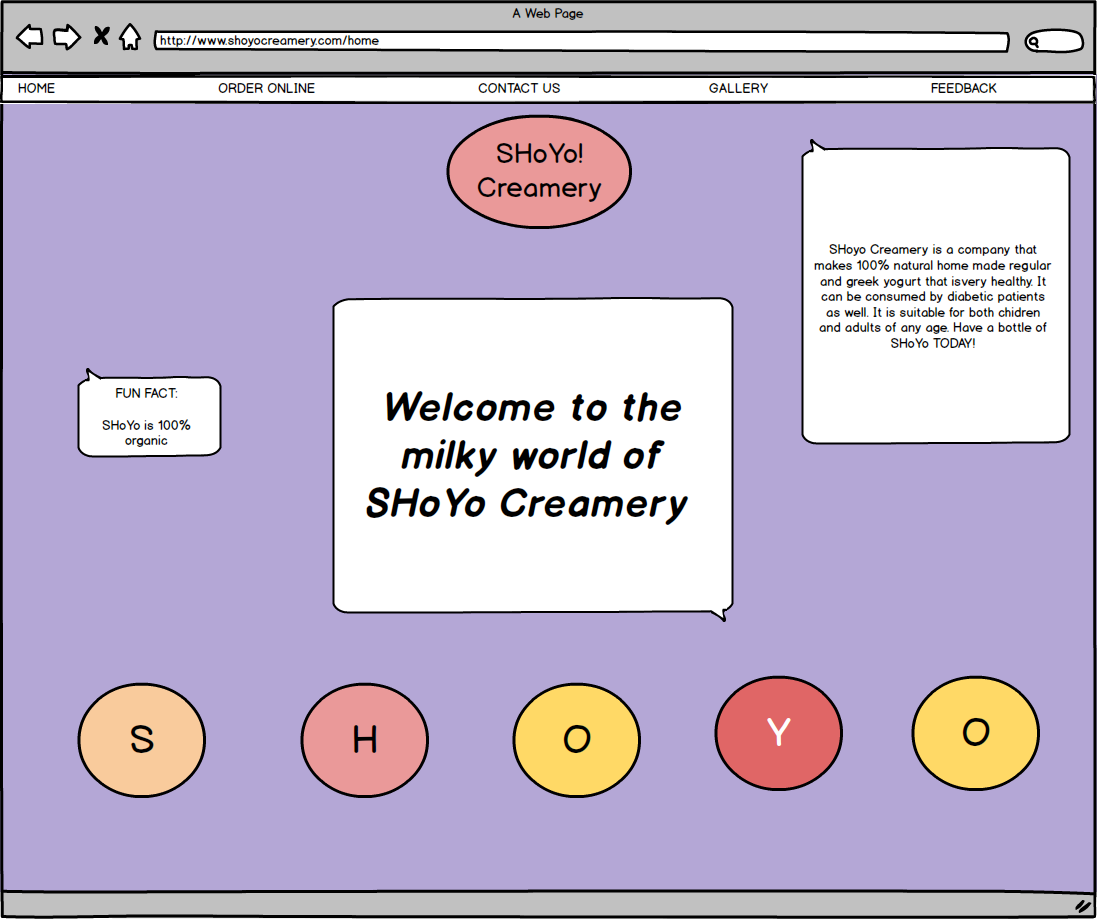 A Web Page
http://www.shoyocreamery.com/home
HOME
ORDER ONLINE
CONTACT US
GALLERY
FEEDBACK
SHoYo!
Creamery
SHoyo Creamery is a company that
makes 100% natural home made regular
and greek yogurt that isvery healthy. It
can be consumed by diabetic patients
as well. It is suitable for both chidren
and adults of any age. Have a bottle of
SHoYo TODAY!
FUN FACT:
SHoYo is 100%
organic
Welcome to the
milky world of
SHoYo Creamery
S
H
O
Y
O